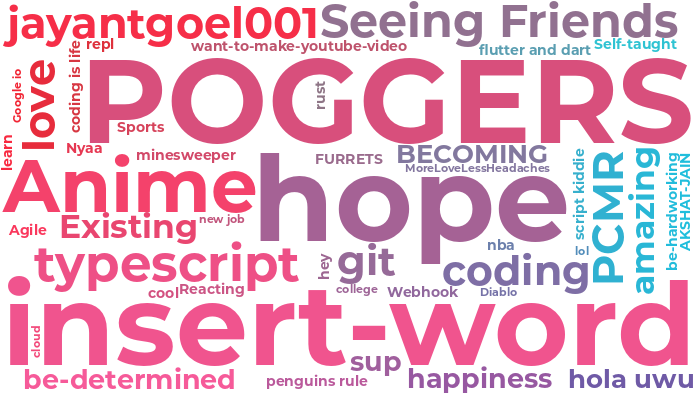 jayantgoel001
Seeing Friends
repl
want-to-make-youtube-video
flutter and dart
Self-taught
Google io
love
coding is life
POGGERS
rust
Sports
learn
Nyaa
minesweeper
FURRETS
BECOMING
MoreLoveLessHeadaches
script kiddie
PCMR
amazing
be-hardworking
AKSHAT-JAIN
Anime
hope
Existing
new job
Agile
nba
lol
typescript
hey
git
coding
cool
Reacting
college
Webhook
Diablo
insert-word
cloud
sup
be-determined
penguins rule
happiness
hola uwu